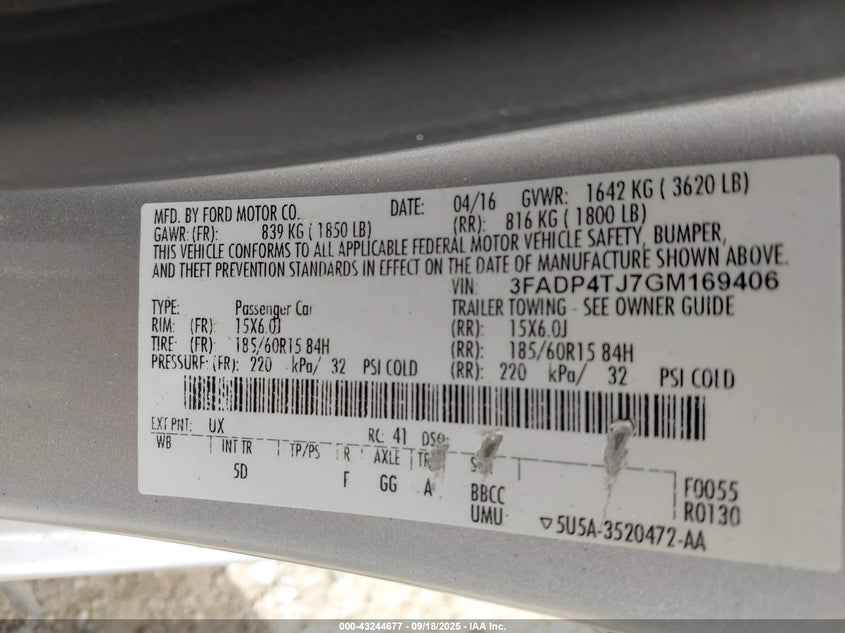 MFD. BY FORD MOTOR CO. DATE: 04/16 GVWR: 1642 KG ( 3620 LB)
GAWR: (FR): 839 KG ( 1850 LB) (RR): 816 KG ( 1800 LB)
THIS VEHICLE CONFORMS TO ALL APPLICABLE FEDERAL MOTOR VEHICLE SAFETY, BUMPER,
AND THEFT PREVENTION STANDARDS IN EFFECT ON THE DATE OF MANUFACTURE SHOWN ABOVE.
VIN: 3FADP4TJ7GM169406
TYPE: Passenger Car TRAILER TOWING - SEE OWNER GUIDE
RIM: (FR): 15X6.0J (RR): 15X6.0J
TIRE: (FR) 185/60R15 84H (RR): 185/60R15 84H
PRESSURE: (FR): 220 kPa/ 32 PSI COLD (RR): 220 kPa/ 32 PSI COLD
EXT PNT: UX RC: 41 DSO:
WB INT TR TP/PS R AXLE
5D F GG A BBCC F0055
UMU R0130
5U5A-3520472-AA
000-43244677 - 09/18/2025 - IAA Inc.